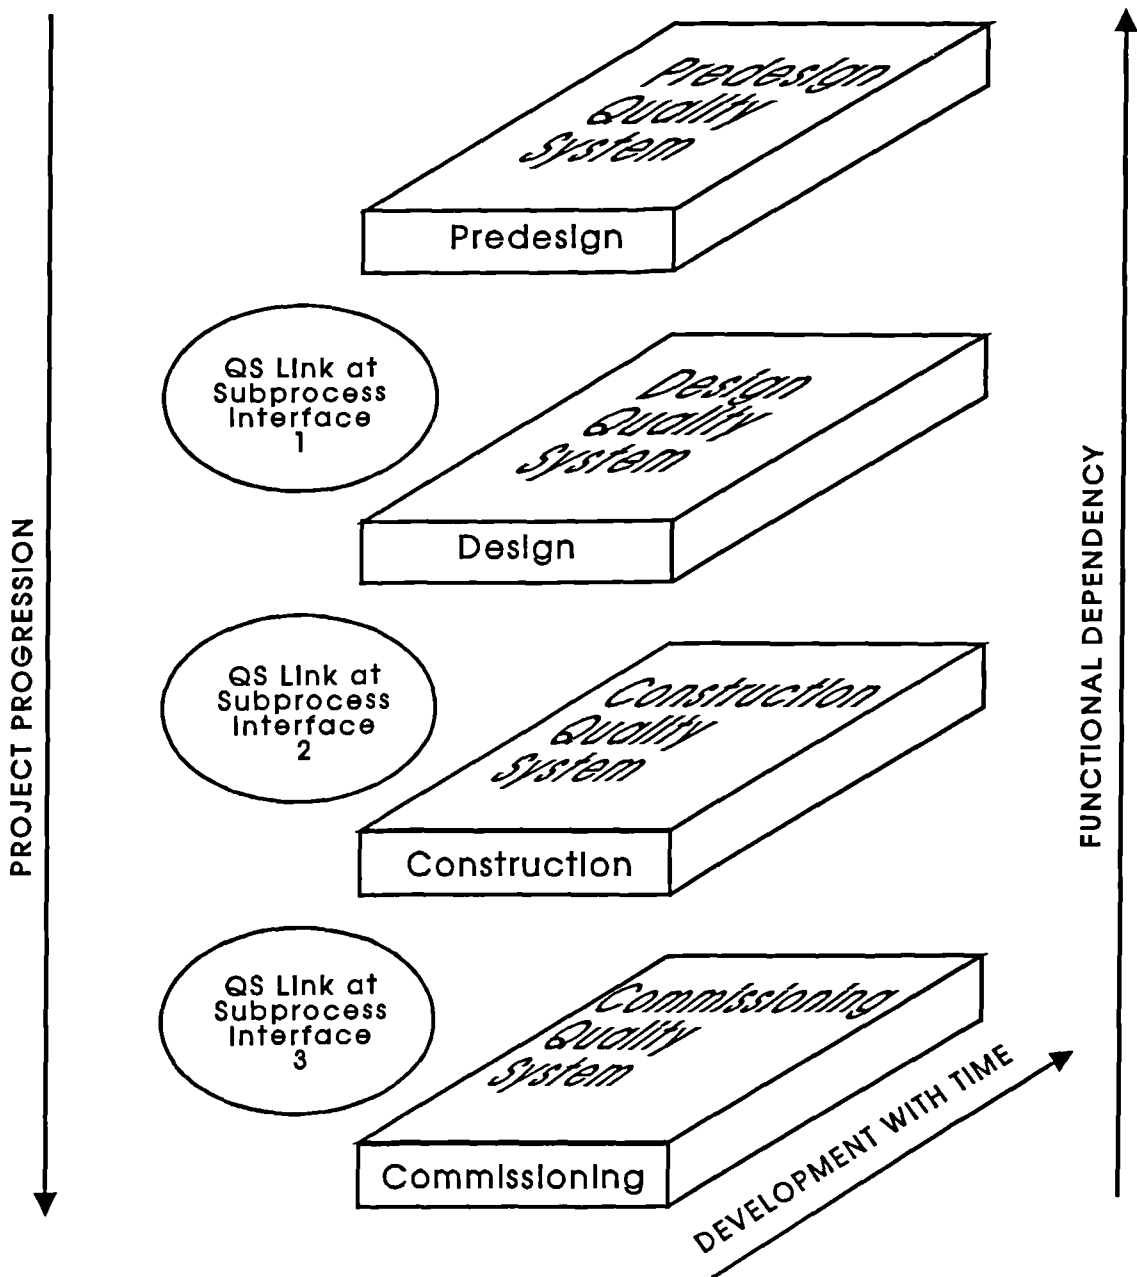 Predesign
Quality
System
Predesign
QS Link at
Subprocess
Interface
1
Design
Quality
System
Design
QS Link at
Subprocess
Interface
2
Construction
Quality
System
Construction
QS Link at
Subprocess
Interface
3
Commissioning
Quality
System
Commissioning
PROJECT PROGRESSION
FUNCTIONAL DEPENDENCY
DEVELOPMENT WITH TIME